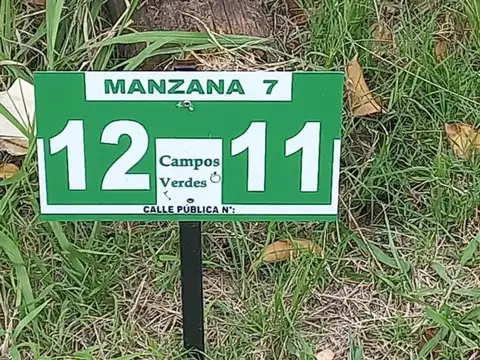 MANZANA 7
12 11
Campos
Verdes
CALLE PÚBLICA N°: